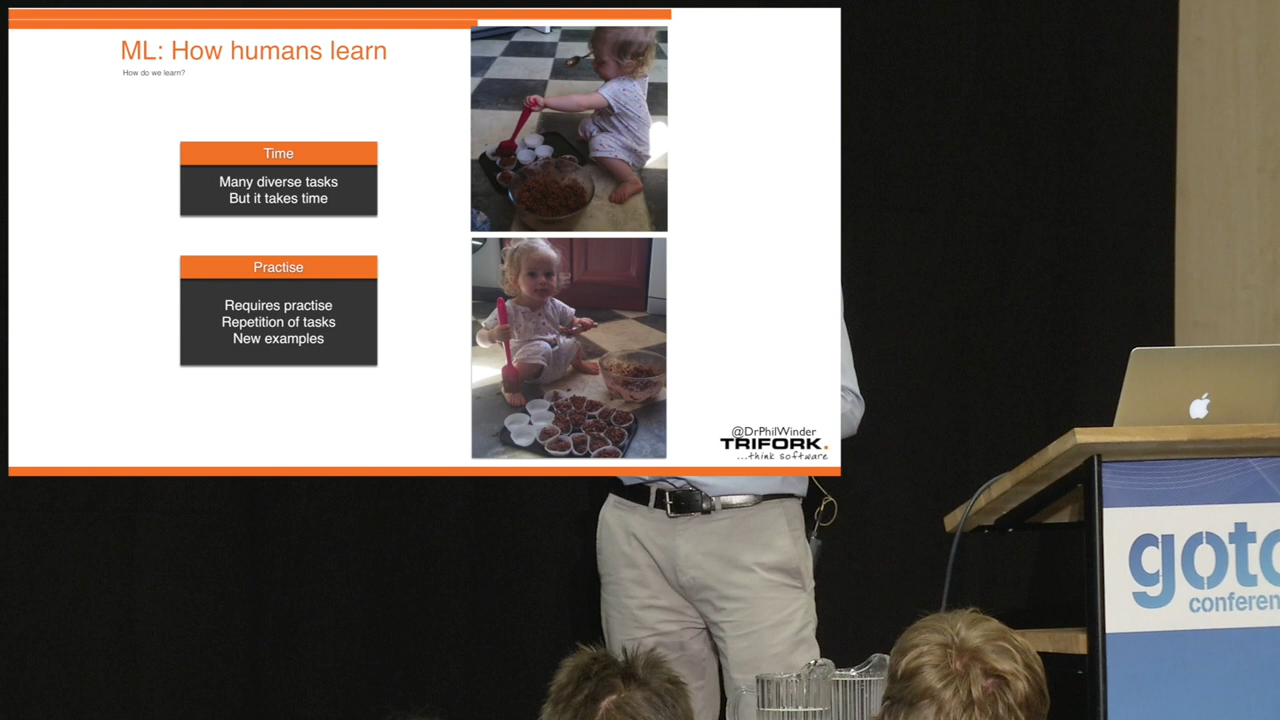 ML: How humans learn
How do we learn?
Time
Many diverse tasks
But it takes time
Practise
Requires practise
Repetition of tasks
New examples
@DrPhilWinder
TRIFORK.
...think software
goto